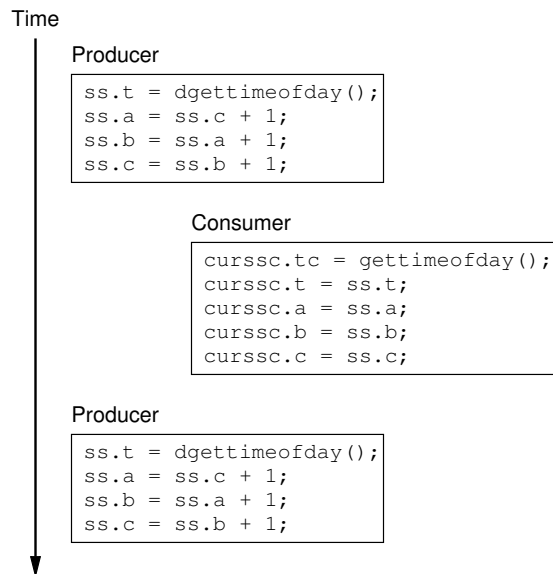 Time
Producer
ss.t = dgettimeofday();
ss.a = ss.c + 1;
ss.b = ss.a + 1;
ss.c = ss.b + 1;
Consumer
curssc.tc = gettimeofday();
curssc.t = ss.t;
curssc.a = ss.a;
curssc.b = ss.b;
curssc.c = ss.c;
Producer
ss.t = dgettimeofday();
ss.a = ss.c + 1;
ss.b = ss.a + 1;
ss.c = ss.b + 1;